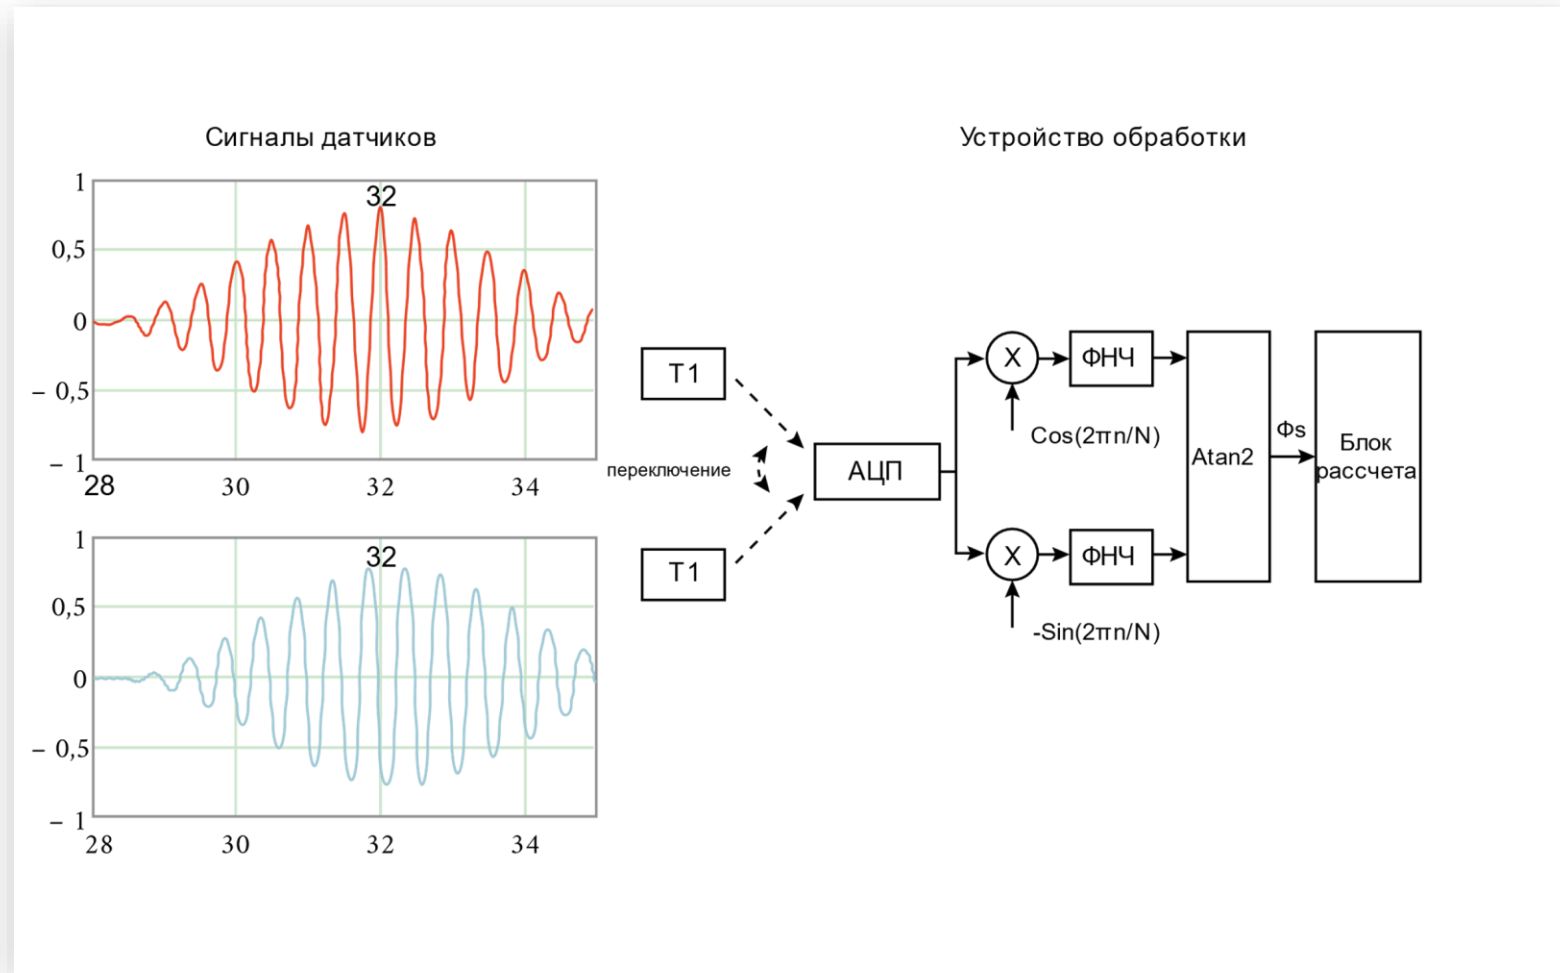 Сигналы датчиков
Устройство обработки
1
32
0,5
0
– 0,5
– 1
28
30
32
34
1
32
0,5
0
– 0,5
– 1
28
30
32
34
T1
переключение
T1
АЦП
X
ФНЧ
Cos(2πn/N)
X
ФНЧ
-Sin(2πn/N)
Atan2
Φs
Блок
рассчета